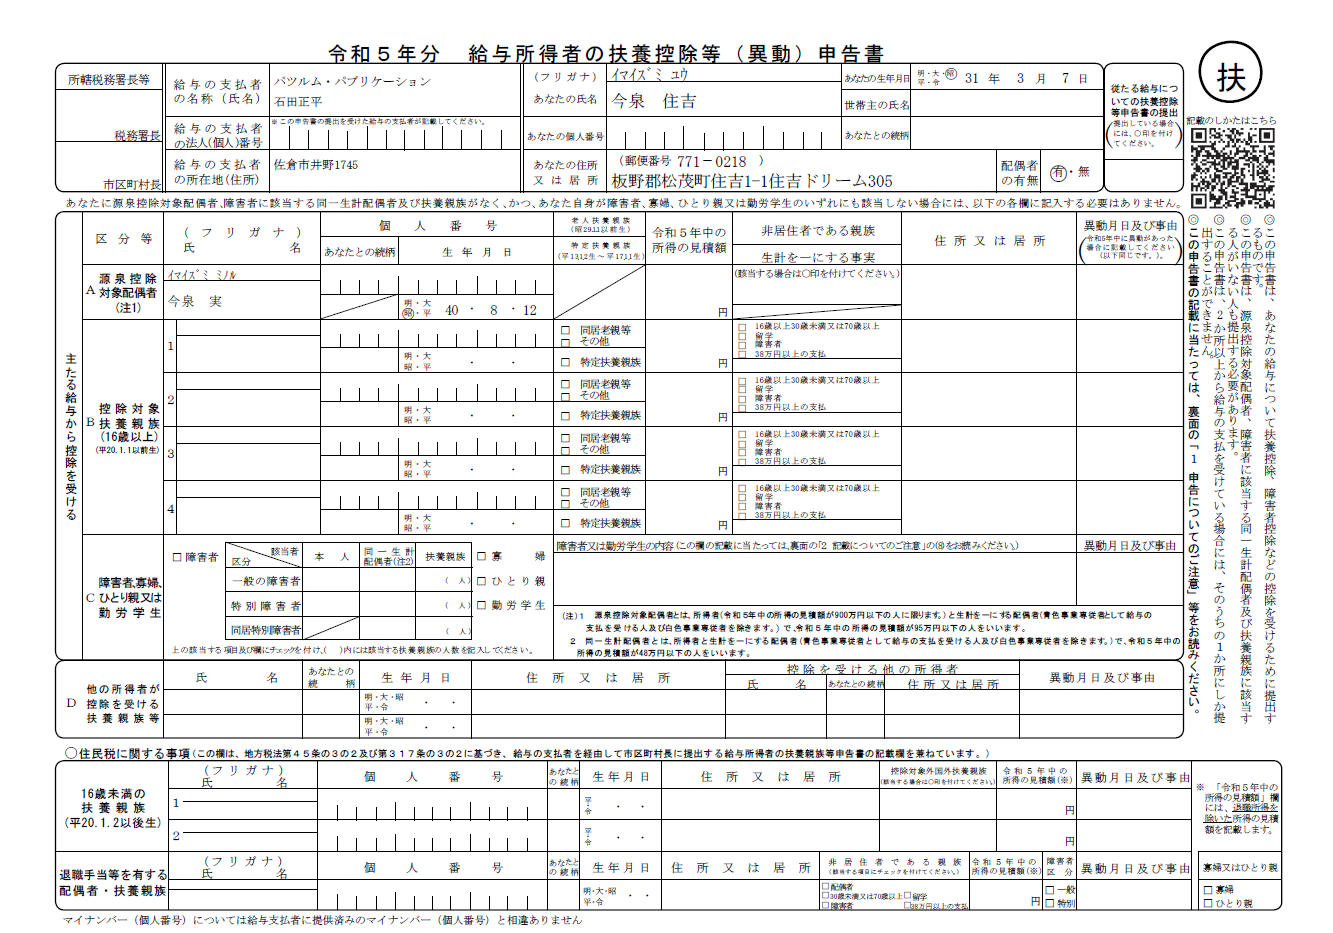 令和５年分　給与所得者の扶養控除等（異動）申告書
扶
記載のしかたはこちら
所轄税務署長等
税務署長
市区町村長
給与の支払者の名称（氏名）
パツルム・パブリケーション
石田正平
給与の支払者の法人(個人)番号
※この申告書の提出を受けた給与の支払者が記載してください。
給与の支払者の所在地(住所)
佐倉市井野1745
（フリガナ）
イマイズミ ユウ
あなたの氏名
今泉　住吉
あなたの個人番号
あなたの住所又は居所
（郵便番号 771－0218 ）
板野郡松茂町住吉1-1住吉ドリーム305
あなたの生年月日
明・大・昭
平・令
31 年 3 月 7 日
世帯主の氏名
あなたとの続柄
配偶者の有無
有・無
従たる給与についての扶養控除等申告書の提出
（提出している場合には、○印を付けてください。）
あなたに源泉控除対象配偶者、障害者に該当する同一生計配偶者及び扶養親族がなく、かつ、あなた自身が障害者、寡婦、ひとり親又は勤労学生のいずれにも該当しない場合には、以下の各欄に記入する必要はありません。
主たる給与から控除を受ける
区分等
（フリガナ）
氏　名
個人番号
あなたとの続柄
生年月日
老人扶養親族
（昭29.1.1以前生）
特定扶養親族
（平13.1.2生～平17.1.1生）
令和５年中の所得の見積額
非居住者である親族
生計を一にする事実
住所又は居所
異動月日及び事由
（令和5年中に異動があった場合に記載してください（以下同じです。）。）
A 源泉控除対象配偶者（注1）
イマイズミ ミノル
今泉　実
明・大
昭・平
40 ・ 8 ・ 12
円
（該当する場合は○印を付けてください。）
B 控除対象扶養親族（16歳以上）
（平20.1.1以前生）
1
明・大
昭・平
・　・
□ 同居老親等
□ その他
□ 特定扶養親族
円
□ 16歳以上30歳未満又は70歳以上
□ 留学
□ 障害者
□ 38万円以上の支払
2
明・大
昭・平
・　・
□ 同居老親等
□ その他
□ 特定扶養親族
円
□ 16歳以上30歳未満又は70歳以上
□ 留学
□ 障害者
□ 38万円以上の支払
3
明・大
昭・平
・　・
□ 同居老親等
□ その他
□ 特定扶養親族
円
□ 16歳以上30歳未満又は70歳以上
□ 留学
□ 障害者
□ 38万円以上の支払
4
明・大
昭・平
・　・
□ 同居老親等
□ その他
□ 特定扶養親族
円
□ 16歳以上30歳未満又は70歳以上
□ 留学
□ 障害者
□ 38万円以上の支払
C 障害者、寡婦、ひとり親又は勤労学生
□ 障害者
区分　該当者
本人
同一生計配偶者(注2)
扶養親族
一般の障害者
（　人）
特別障害者
（　人）
同居特別障害者
（　人）
□ 寡婦
□ ひとり親
□ 勤労学生
上の該当する項目及び欄にチェックを付け、（　）内には該当する扶養親族の人数を記入してください。
障害者又は勤労学生の内容（この欄の記載に当たっては、裏面の「2 記載についてのご注意」の(8)をお読みください。）
異動月日及び事由
（注）1　源泉控除対象配偶者とは、所得者（令和5年中の所得の見積額が900万円以下の人に限ります。）と生計を一にする配偶者（青色事業専従者として給与の
支払を受ける人及び白色事業専従者を除きます。）で、令和５年中の所得の見積額が95万円以下の人をいいます。
2　同一生計配偶者とは、所得者と生計を一にする配偶者（青色事業専従者として給与の支払を受ける人及び白色事業専従者を除きます。）で、令和５年中の
所得の見積額が48万円以下の人をいいます。
D 他の所得者が控除を受ける扶養親族等
氏　名
あなたとの続柄
生年月日
住所又は居所
控除を受ける他の所得者
氏　名
あなたとの続柄
住所又は居所
異動月日及び事由
明・大・昭
平・令
・　・
明・大・昭
平・令
・　・
◎この申告書は、あなたの給与について扶養控除、障害者控除などの控除を受けるために提出するものです。
◎この申告書は、源泉控除対象配偶者、障害者に該当する同一生計配偶者及び扶養親族に該当する人がいない人も提出する必要があります。
◎この申告書は、２か所以上から給与の支払を受けている場合には、そのうちの１か所にしか提出することができません。
◎この申告書の記載に当たっては、裏面の「１ 申告についてのご注意」等をお読みください。
○住民税に関する事項（この欄は、地方税法第４５条の３の２及び第３１７条の３の２に基づき、給与の支払者を経由して市区町村長に提出する給与所得者の扶養親族等申告書の記載欄を兼ねています。）
16歳未満の扶養親族
（平20.1.2以後生）
（フリガナ）
氏　名
個人番号
あなたとの続柄
生年月日
住所又は居所
控除対象外国外扶養親族
（該当する場合は○印を付けてください。）
令和５年中の所得の見積額(※)
異動月日及び事由
1
平
・
令
・　・
円
2
平
・
令
・　・
円
※ 「令和５年中の所得の見積額」欄には、退職所得を除いた所得の見積額を記載します。
退職手当等を有する配偶者・扶養親族
（フリガナ）
氏　名
個人番号
あなたとの続柄
生年月日
住所又は居所
非居住者である親族
（該当する項目にチェックを付けてください。）
令和５年中の所得の見積額(※)
障害者区分
異動月日及び事由
寡婦又はひとり親
明・大・昭
平・令
・　・
□ 配偶者
□ 30歳未満又は70歳以上 □ 留学
□ 障害者 □ 38万円以上の支払
円
□ 一般
□ 特別
□ 寡婦
□ ひとり親
マイナンバー（個人番号）については給与支払者に提供済みのマイナンバー（個人番号）と相違ありません